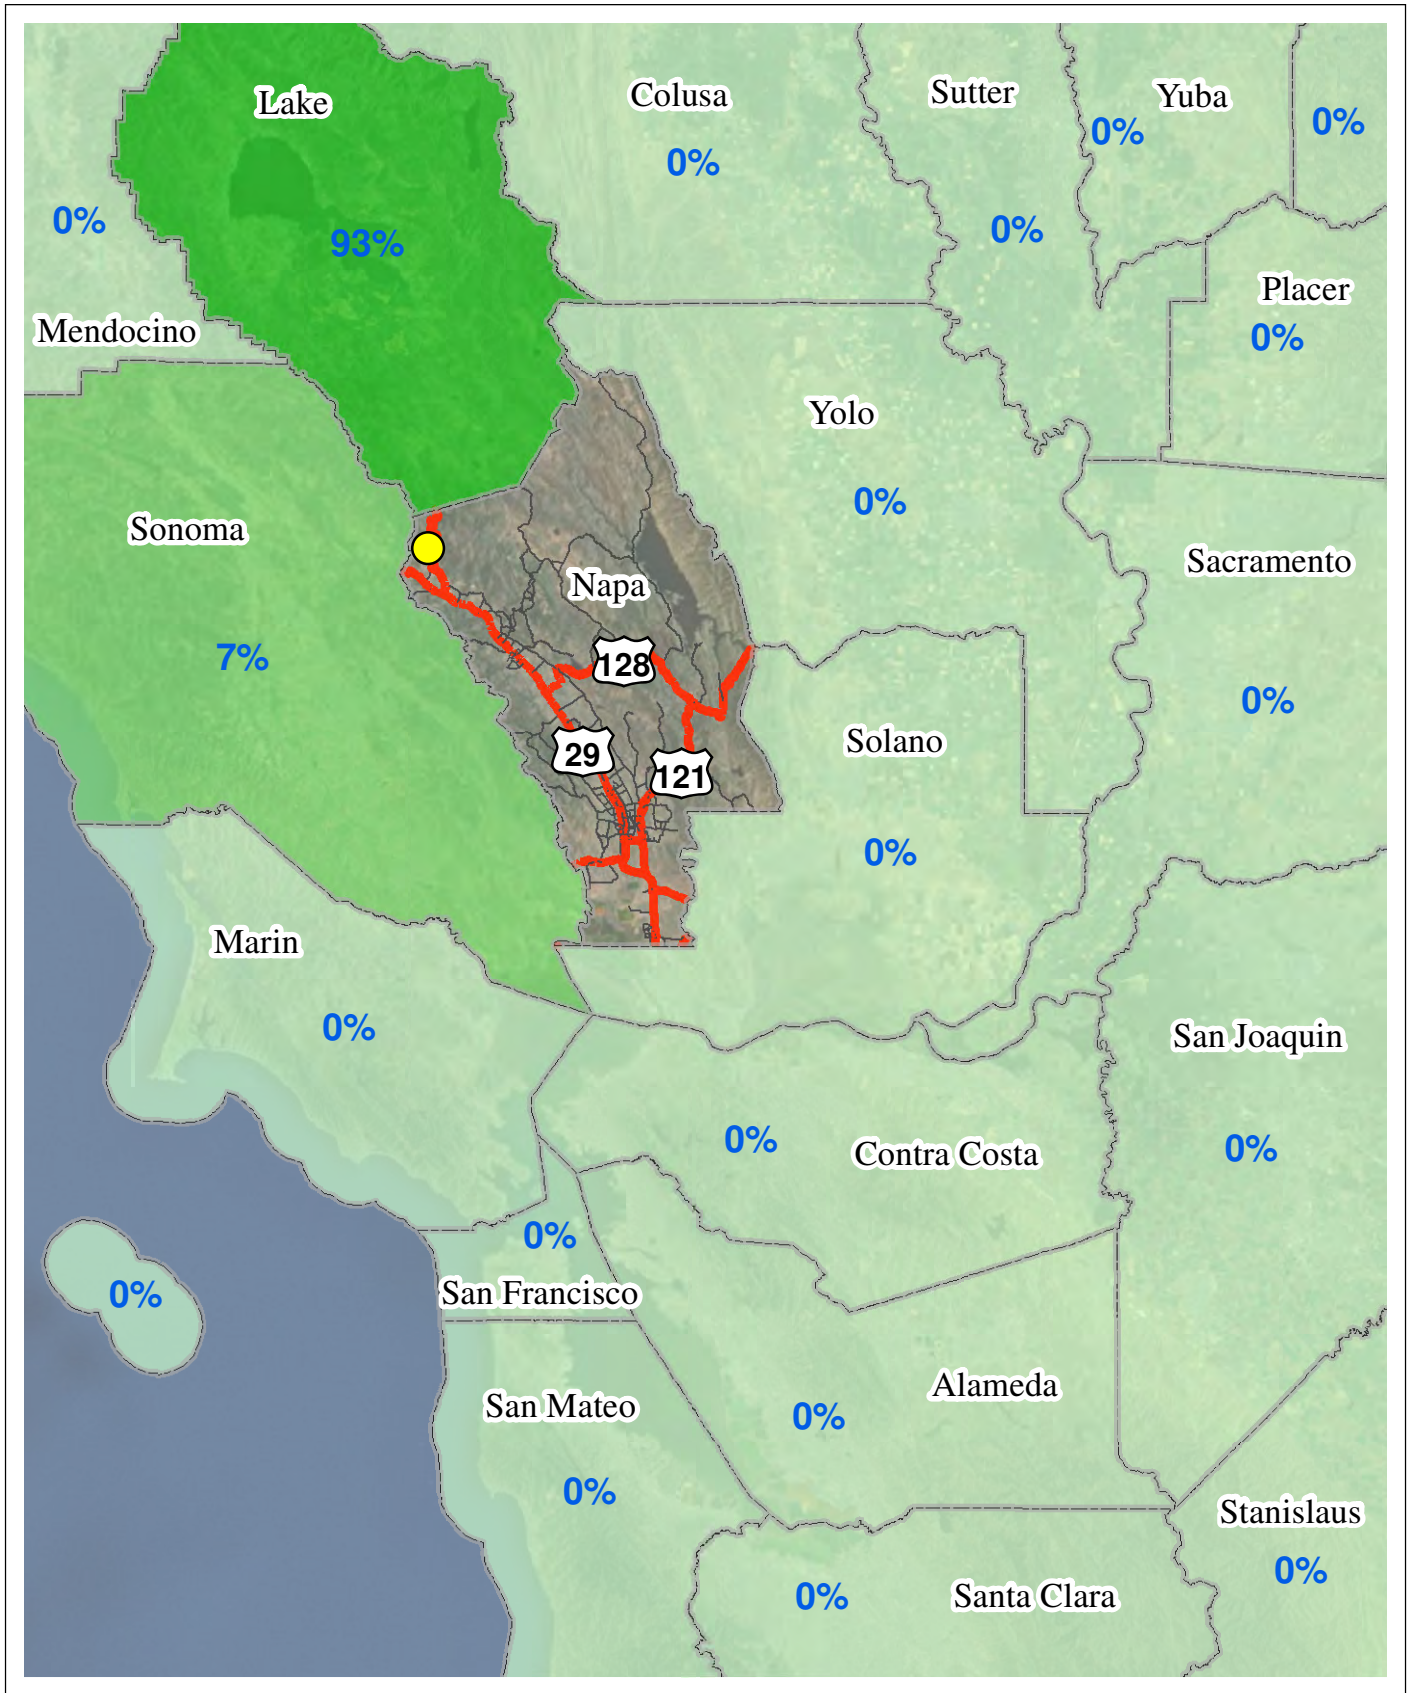 Lake
Colusa
Sutter
Yuba
0%
0%
0%
0%
0%
93%
0%
Mendocino
Placer
0%
Yolo
0%
Sonoma
Sacramento
Napa
7%
128
0%
29
121
Solano
0%
Marin
0%
San Joaquin
0%
Contra Costa
0%
0%
San Francisco
0%
San Mateo
Alameda
0%
0%
Stanislaus
0%
0%
Santa Clara